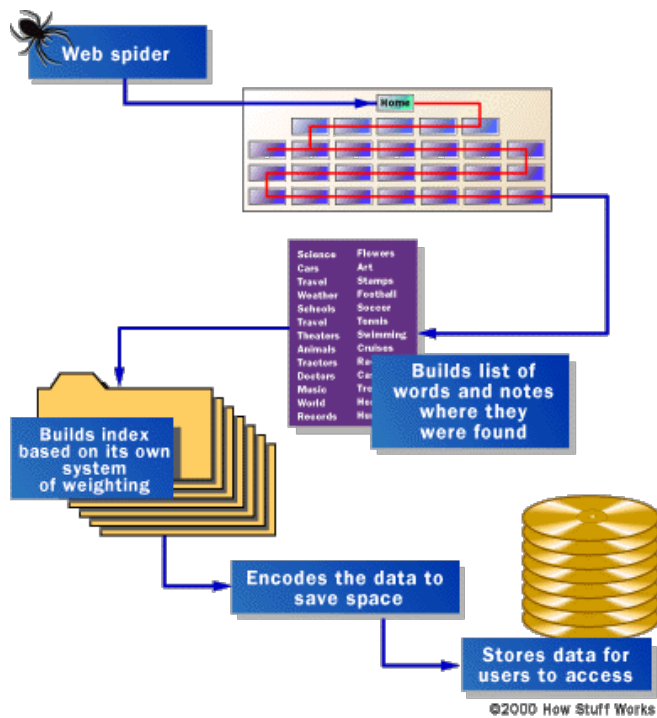 Web spider
Home
Science Flowers
Cars Art
Travel Stamps
Weather Football
Schools Soccer
Travel Tennis
Theaters Swimming
Animals Cruises
Tractors
Doctors
Music
World
Records
Builds list of
words and notes
where they
were found
Builds index
based on its own
system
of weighting
Encodes the data to
save space
Stores data for
users to access
©2000 How Stuff Works